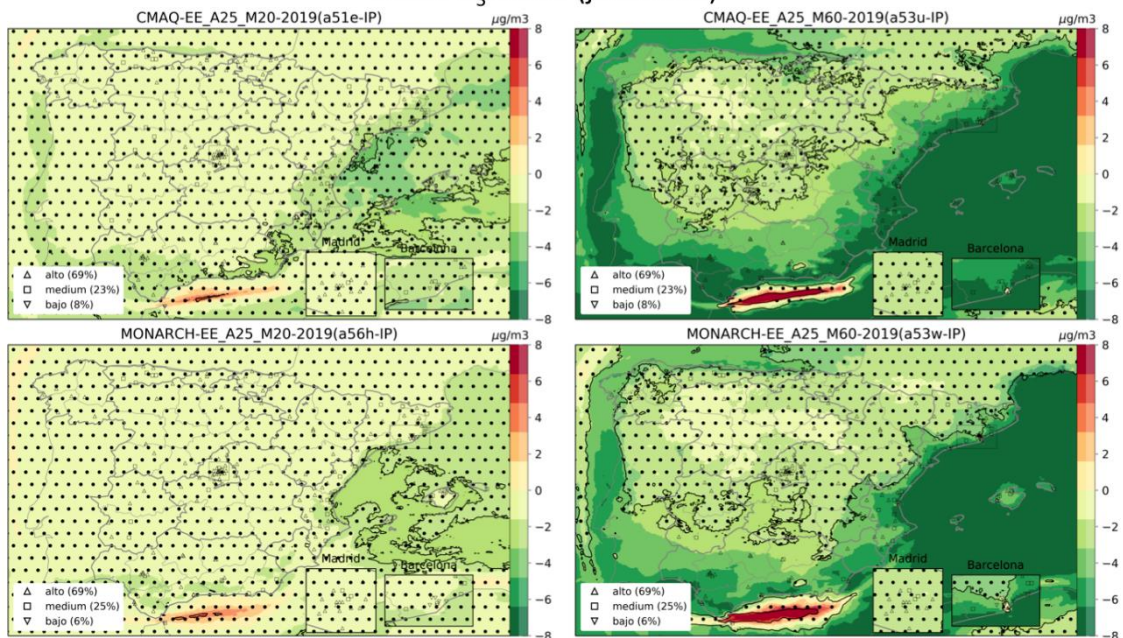 CMAQ-EE_A25_M20-2019(a51e-IP)
μg/m3
8
6
4
2
0
−2
−4
−6
−8
Madrid
Barcelona
alto (69%)
medium (23%)
bajo (8%)
CMAQ-EE_A25_M60-2019(a53u-IP)
μg/m3
8
6
4
2
0
−2
−4
−6
−8
Madrid
Barcelona
alto (69%)
medium (23%)
bajo (8%)
MONARCH-EE_A25_M20-2019(a56h-IP)
μg/m3
8
6
4
2
0
−2
−4
−6
−8
Madrid
Barcelona
alto (69%)
medium (25%)
bajo (6%)
MONARCH-EE_A25_M60-2019(a53w-IP)
μg/m3
8
6
4
2
0
−2
−4
−6
−8
Madrid
Barcelona
alto (69%)
medium (25%)
bajo (6%)